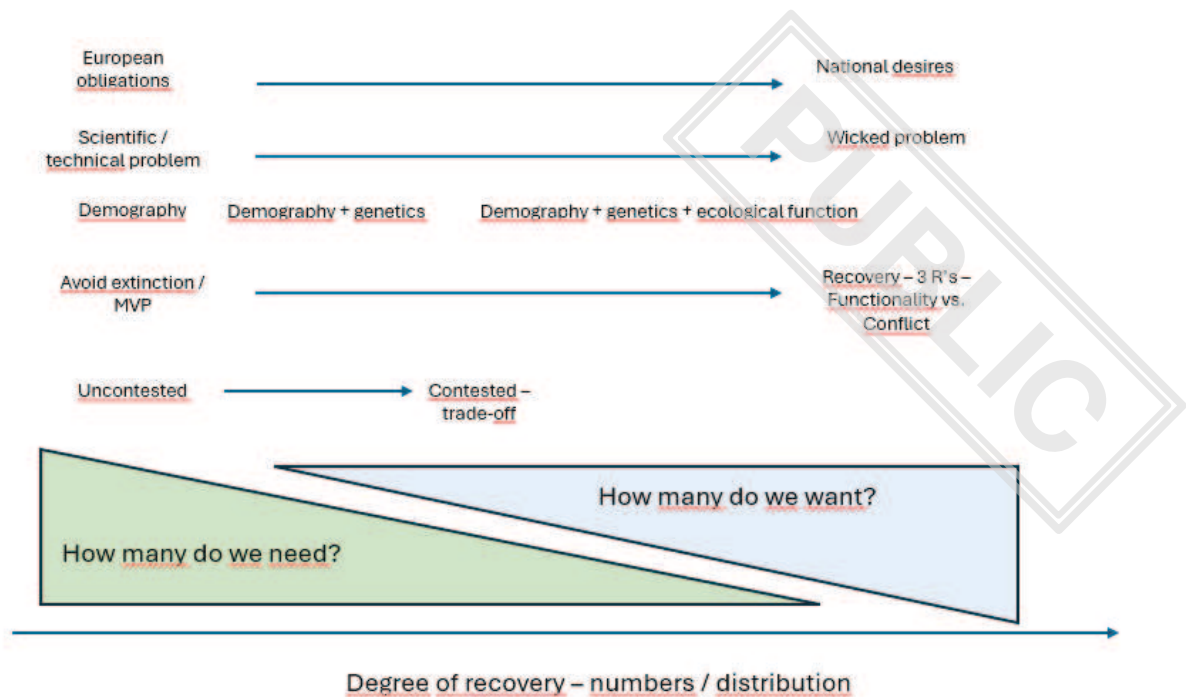 European
obligations
National desires
Scientific /
technical problem
Wicked problem
Demography
Demography + genetics
Demography + genetics + ecological function
Avoid extinction /
MVP
Recovery – 3 R's –
Functionality vs.
Conflict
Uncontested
Contested –
trade-off
How many do we want?
How many do we need?
Degree of recovery – numbers / distribution
PUBLIC